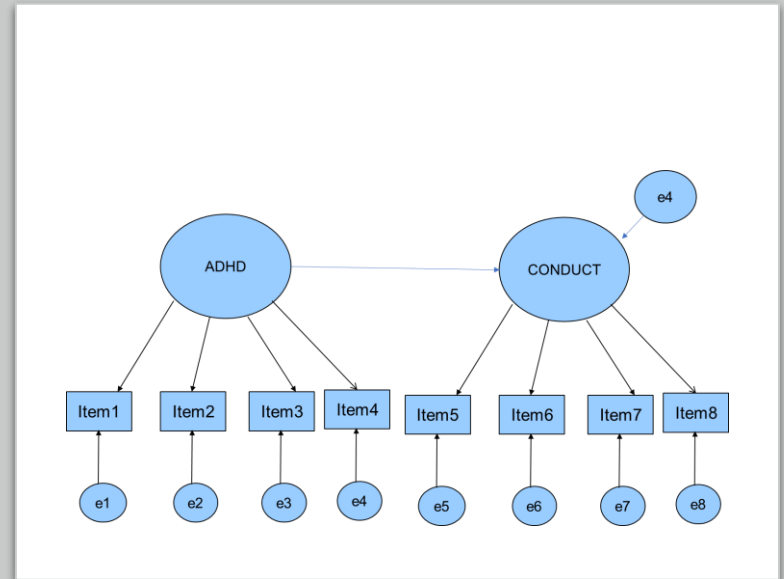 e4
ADHD
CONDUCT
Item1
Item2
Item3
Item4
Item5
Item6
Item7
Item8
e1
e2
e3
e4
e5
e6
e7
e8